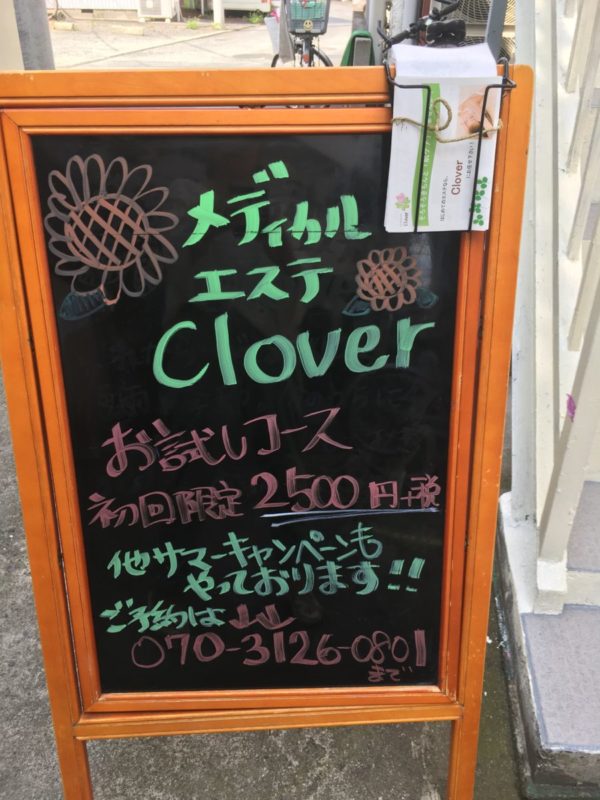 メディカル
エステ
Clover
お試しコース
初回限定 2500円+税
他サマーキャンペーンも
やっております!!
ご予約は↓↓
070-3126-0801
まで
Clover